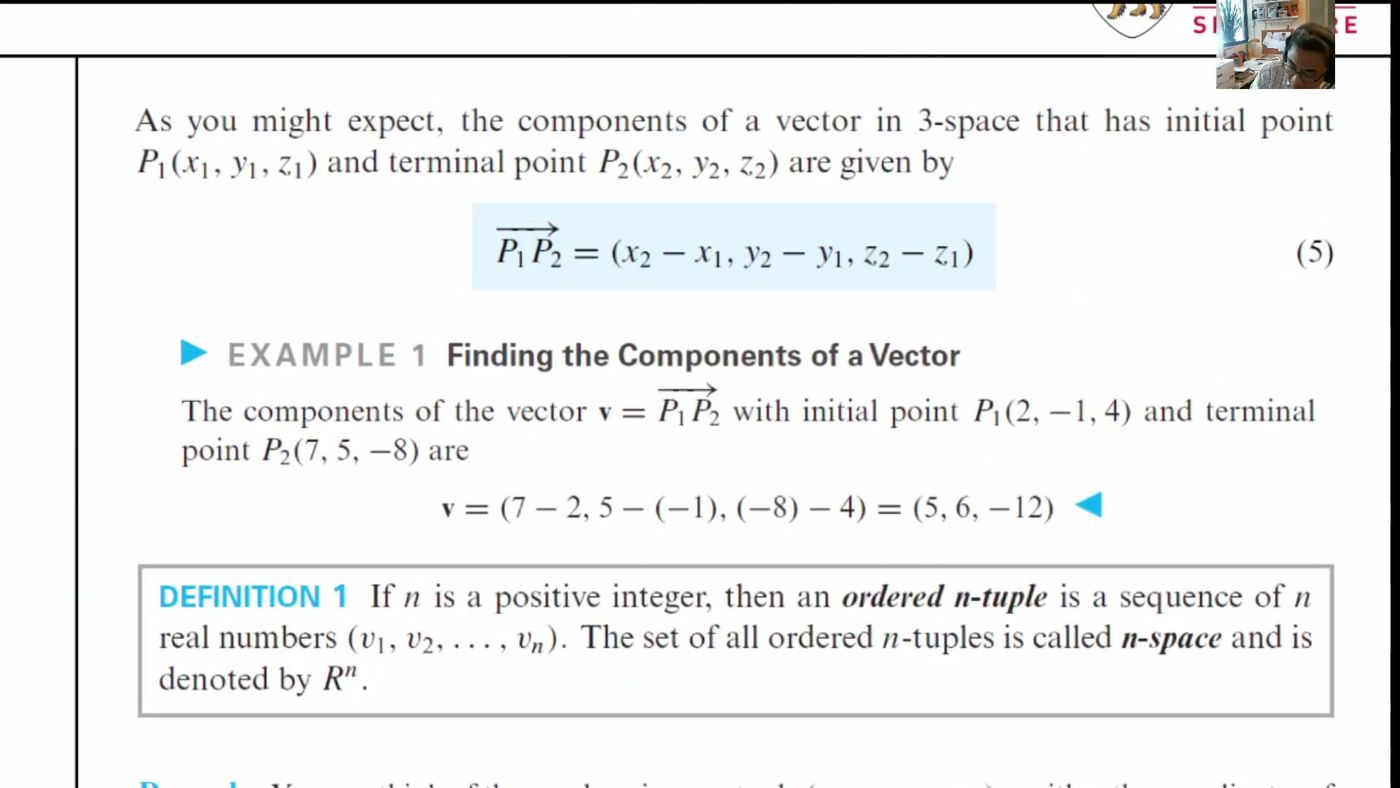 As you might expect, the components of a vector in 3-space that has initial point
P₁(x₁, y₁, z₁) and terminal point P₂(x₂, y₂, z₂) are given by
P₁P₂ = (x₂ − x₁, y₂ − y₁, z₂ − z₁) (5)
EXAMPLE 1 Finding the Components of a Vector
The components of the vector v = P₁P₂ with initial point P₁(2, −1, 4) and terminal
point P₂(7, 5, −8) are
v = (7 − 2, 5 − (−1), (−8) − 4) = (5, 6, −12)
DEFINITION 1 If n is a positive integer, then an ordered n-tuple is a sequence of n
real numbers (v₁, v₂, . . . , vₙ). The set of all ordered n-tuples is called n-space and is
denoted by Rⁿ.